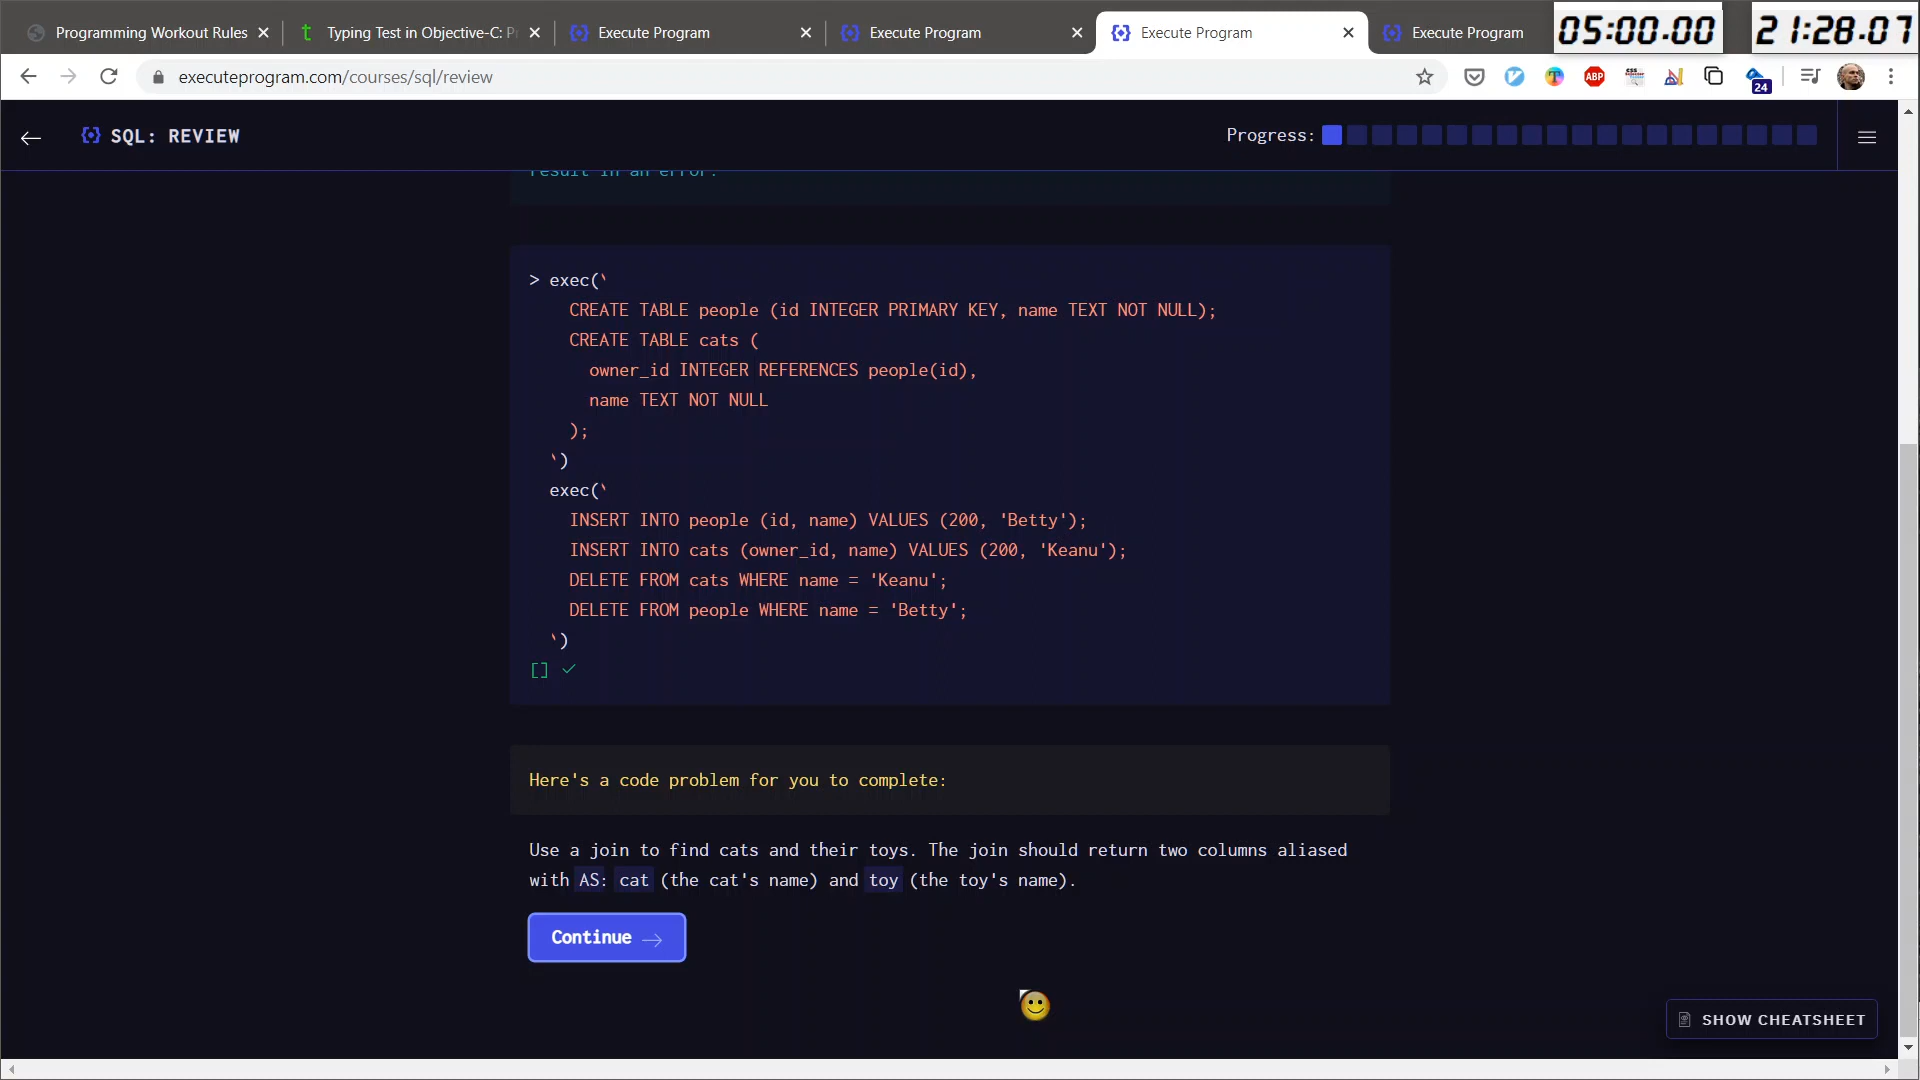 Programming Workout Rules
Typing Test in Objective-C: P
Execute Program
Execute Program
Execute Program
Execute Program
05:00.00
21:28.07
executeprogram.com/courses/sql/review
ABP
24
SQL: REVIEW
Progress:
result in an error.
> exec(`
CREATE TABLE people (id INTEGER PRIMARY KEY, name TEXT NOT NULL);
CREATE TABLE cats (
owner_id INTEGER REFERENCES people(id),
name TEXT NOT NULL
);
`)
exec(`
INSERT INTO people (id, name) VALUES (200, 'Betty');
INSERT INTO cats (owner_id, name) VALUES (200, 'Keanu');
DELETE FROM cats WHERE name = 'Keanu';
DELETE FROM people WHERE name = 'Betty';
`)
[]
Here's a code problem for you to complete:
Use a join to find cats and their toys. The join should return two columns aliased
with AS: cat (the cat's name) and toy (the toy's name).
Continue
SHOW CHEATSHEET